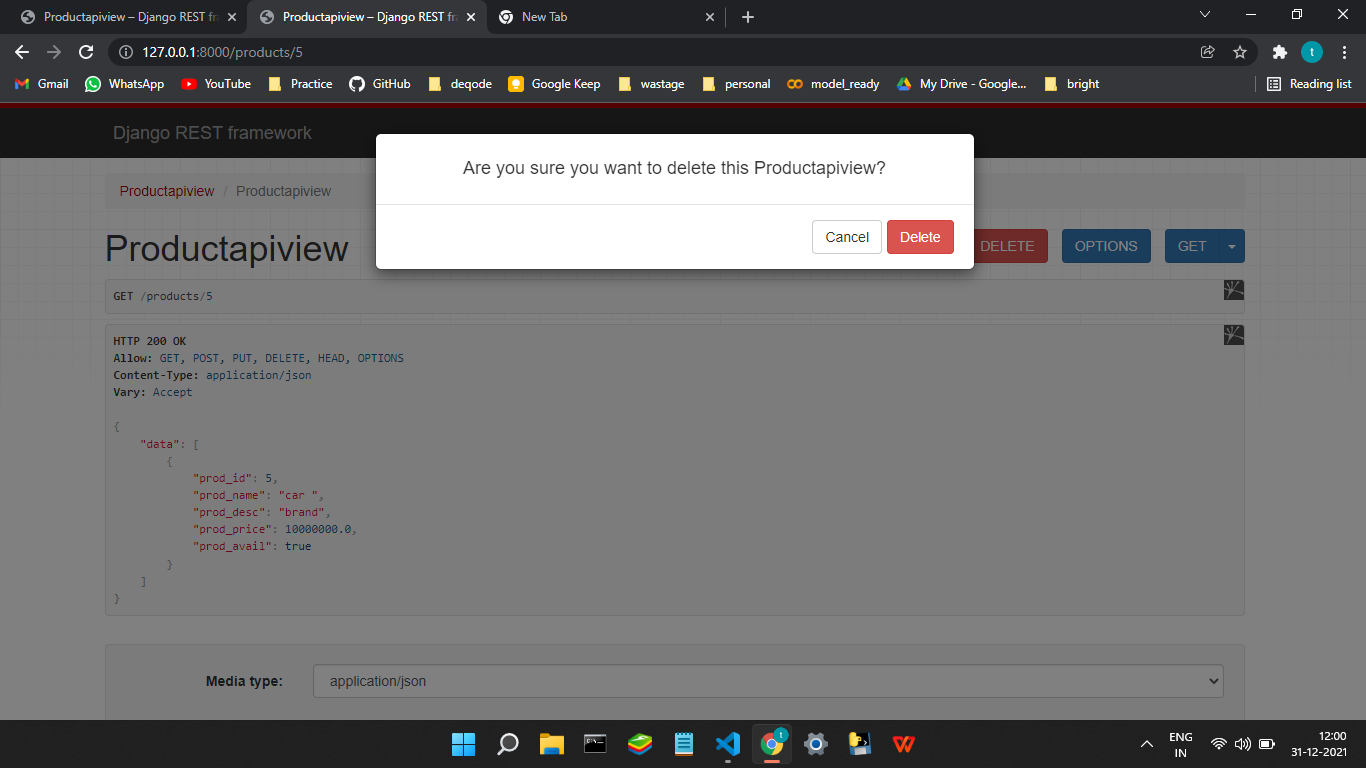 Productapiview – Django REST fr
Productapiview – Django REST fr
New Tab
127.0.0.1:8000/products/5
t
Gmail
WhatsApp
YouTube
Practice
GitHub
deqode
Google Keep
wastage
personal
model_ready
My Drive - Google...
bright
Reading list
Django REST framework
Are you sure you want to delete this Productapiview?
Cancel
Delete
Productapiview / Productapiview
Productapiview
DELETE
OPTIONS
GET
GET /products/5
HTTP 200 OK
Allow: GET, POST, PUT, DELETE, HEAD, OPTIONS
Content-Type: application/json
Vary: Accept
{
    "data": [
        {
            "prod_id": 5,
            "prod_name": "car ",
            "prod_desc": "brand",
            "prod_price": 10000000.0,
            "prod_avail": true
        }
    ]
}
Media type:
application/json
t
ENG
IN
12:00
31-12-2021